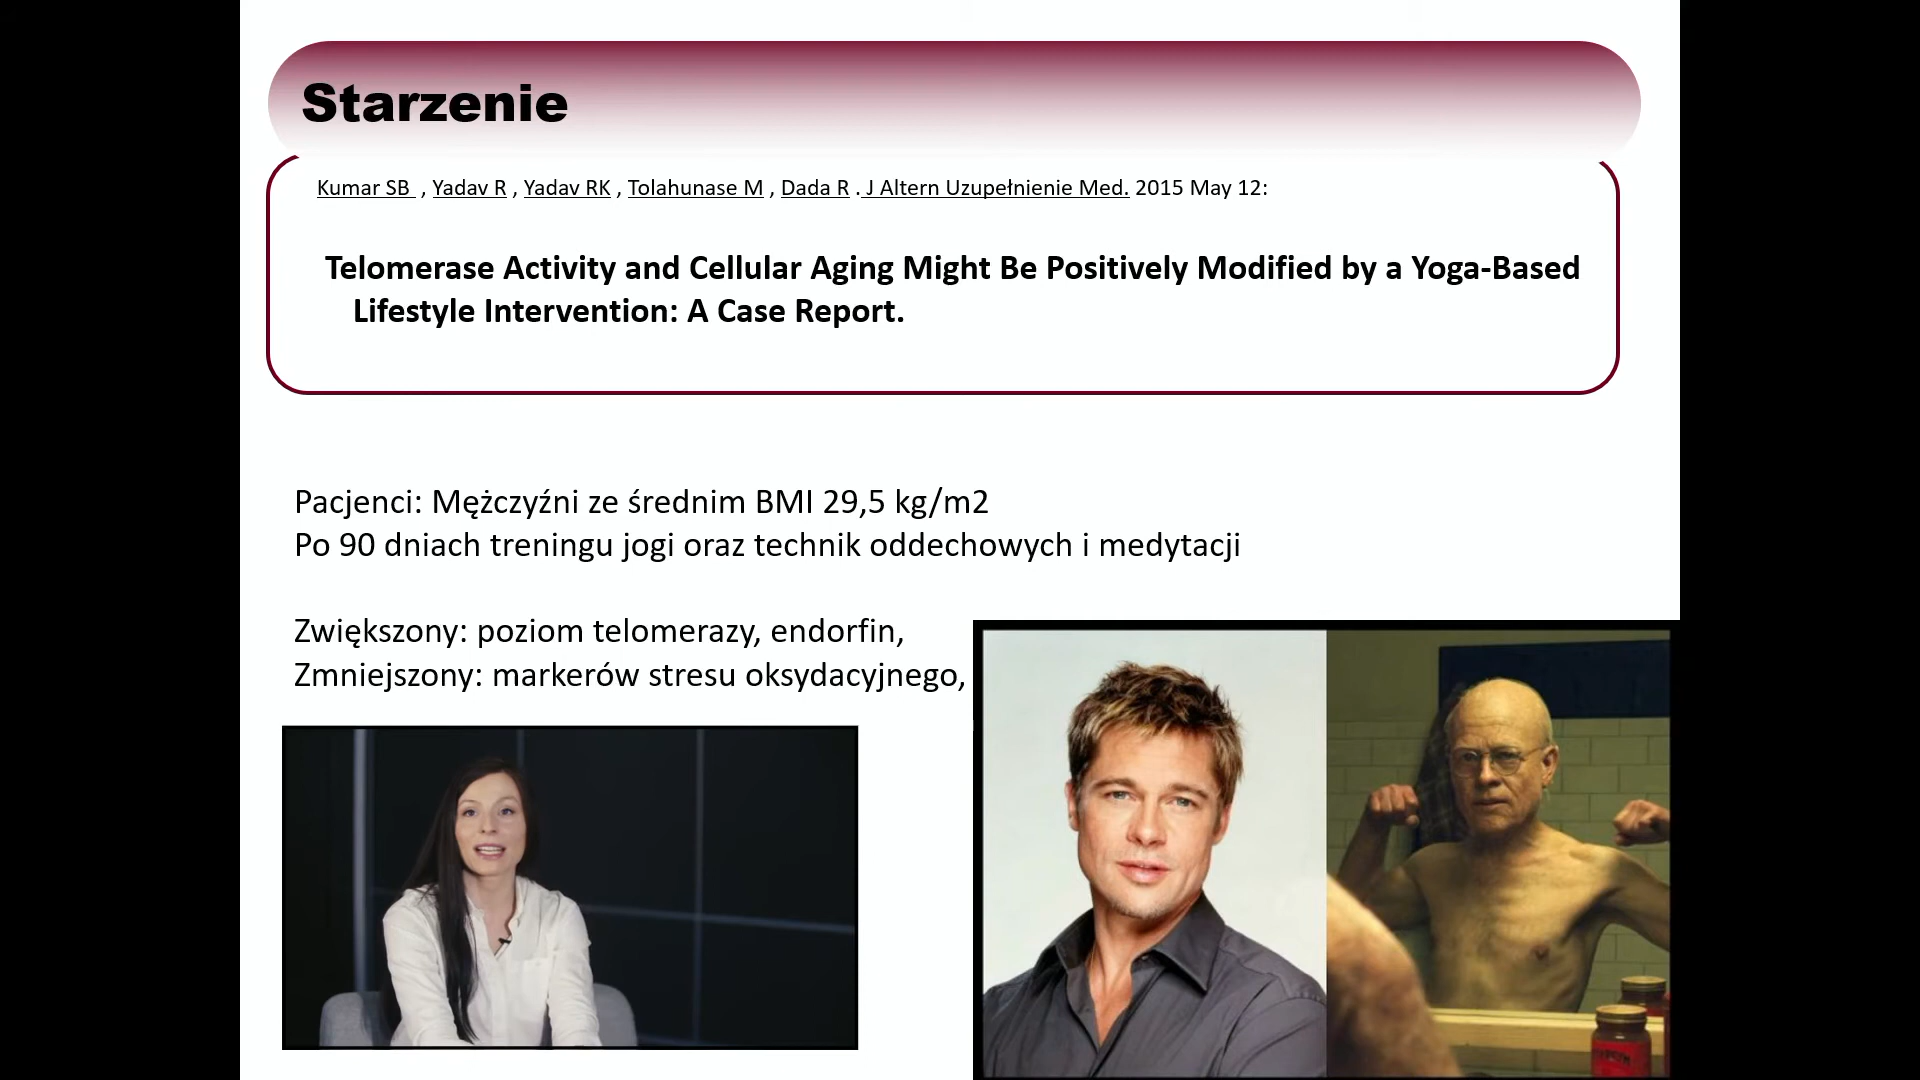 Starzenie
Kumar SB , Yadav R , Yadav RK , Tolahunase M , Dada R . J Altern Uzupełnienie Med. 2015 May 12:
Telomerase Activity and Cellular Aging Might Be Positively Modified by a Yoga-Based
Lifestyle Intervention: A Case Report.
Pacjenci: Mężczyźni ze średnim BMI 29,5 kg/m2
Po 90 dniach treningu jogi oraz technik oddechowych i medytacji
Zwiększony: poziom telomerazy, endorfin,
Zmniejszony: markerów stresu oksydacyjnego,